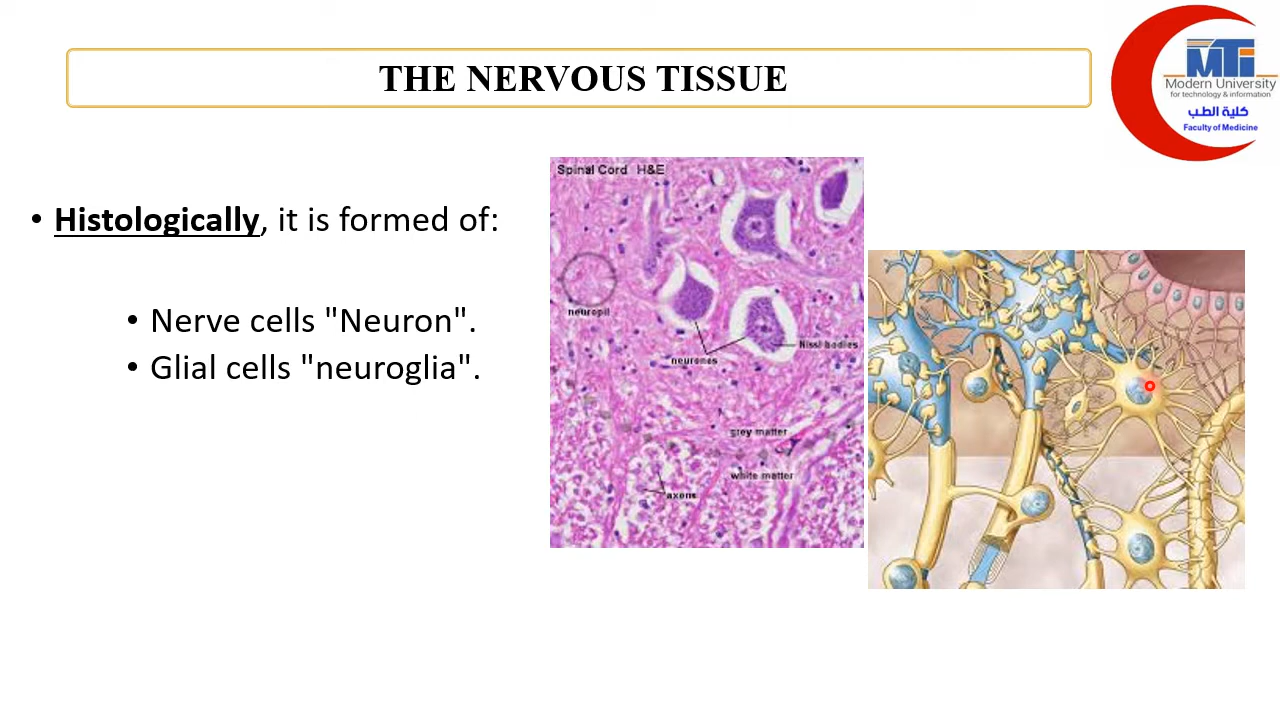 THE NERVOUS TISSUE
MTi
Modern University
for technology & information
كلية الطب
Faculty of Medicine
• Histologically, it is formed of:
• Nerve cells "Neuron".
• Glial cells "neuroglia".
Spinal Cord H&E
neuropil
Nissl bodies
neurones
grey matter
white matter
axons